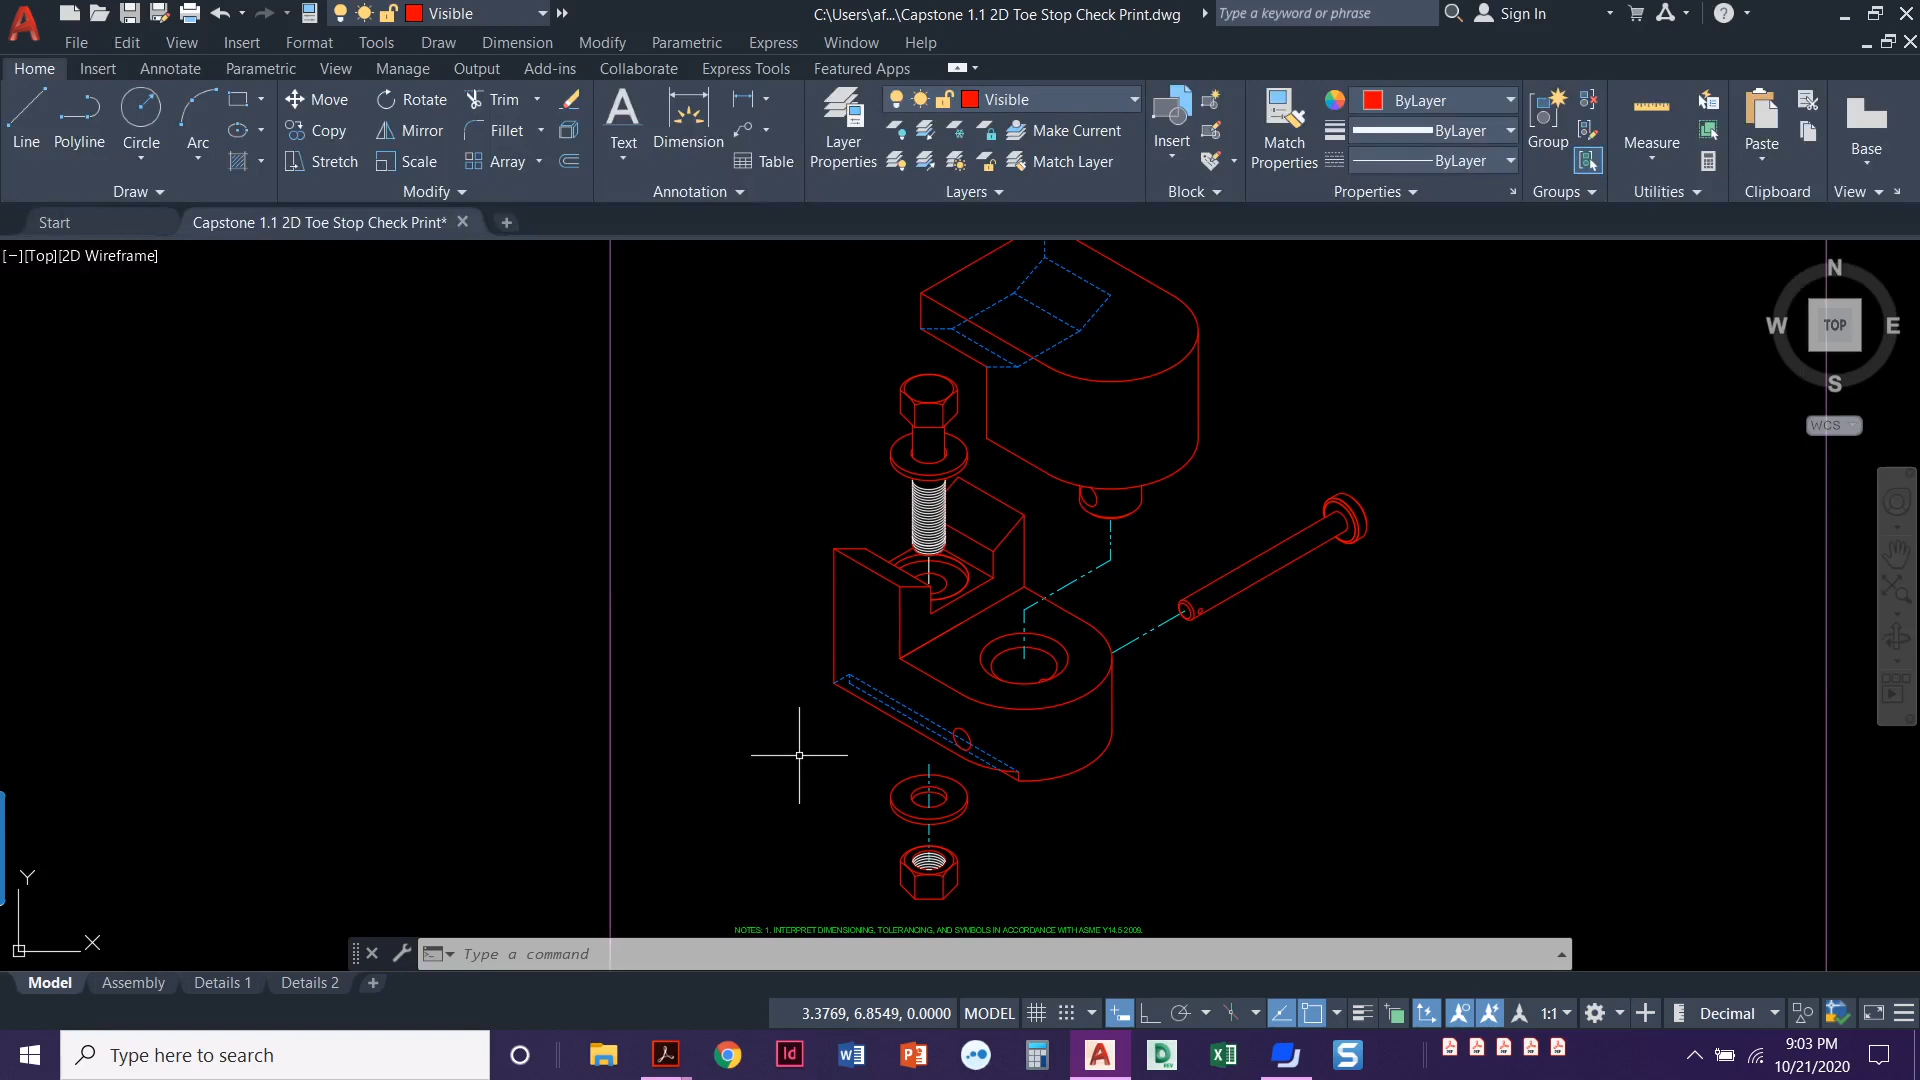 Visible
C:\Users\af...\Capstone 1.1 2D Toe Stop Check Print.dwg
Type a keyword or phrase
Sign In
File Edit View Insert Format Tools Draw Dimension Modify Parametric Express Window Help
Home Insert Annotate Parametric View Manage Output Add-ins Collaborate Express Tools Featured Apps
Line Polyline Circle Arc
Move Rotate Trim
Copy Mirror Fillet
Stretch Scale Array
Text Dimension Table
Layer Properties
Visible
Make Current
Match Layer
Insert
Match Properties
ByLayer
ByLayer
ByLayer
Group
Measure
Paste
Base
Draw Modify Annotation Layers Block Properties Groups Utilities Clipboard View
Start
Capstone 1.1 2D Toe Stop Check Print*
[−][Top][2D Wireframe]
N
W TOP E
S
WCS
Y
X
NOTES: 1. INTERPRET DIMENSIONING, TOLERANCING, AND SYMBOLS IN ACCORDANCE WITH ASME Y14.5-2009.
Type a command
Model Assembly Details 1 Details 2
3.3769, 6.8549, 0.0000 MODEL 1:1 Decimal
Type here to search
9:03 PM
10/21/2020